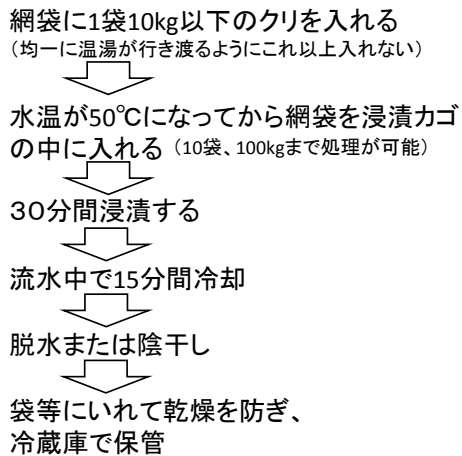 網袋に1袋10kg以下のクリを入れる
（均一に温湯が行き渡るようにこれ以上入れない）
水温が50℃になってから網袋を浸漬カゴ
の中に入れる（10袋、100kgまで処理が可能）
３０分間浸漬する
流水中で15分間冷却
脱水または陰干し
袋等にいれて乾燥を防ぎ、
冷蔵庫で保管